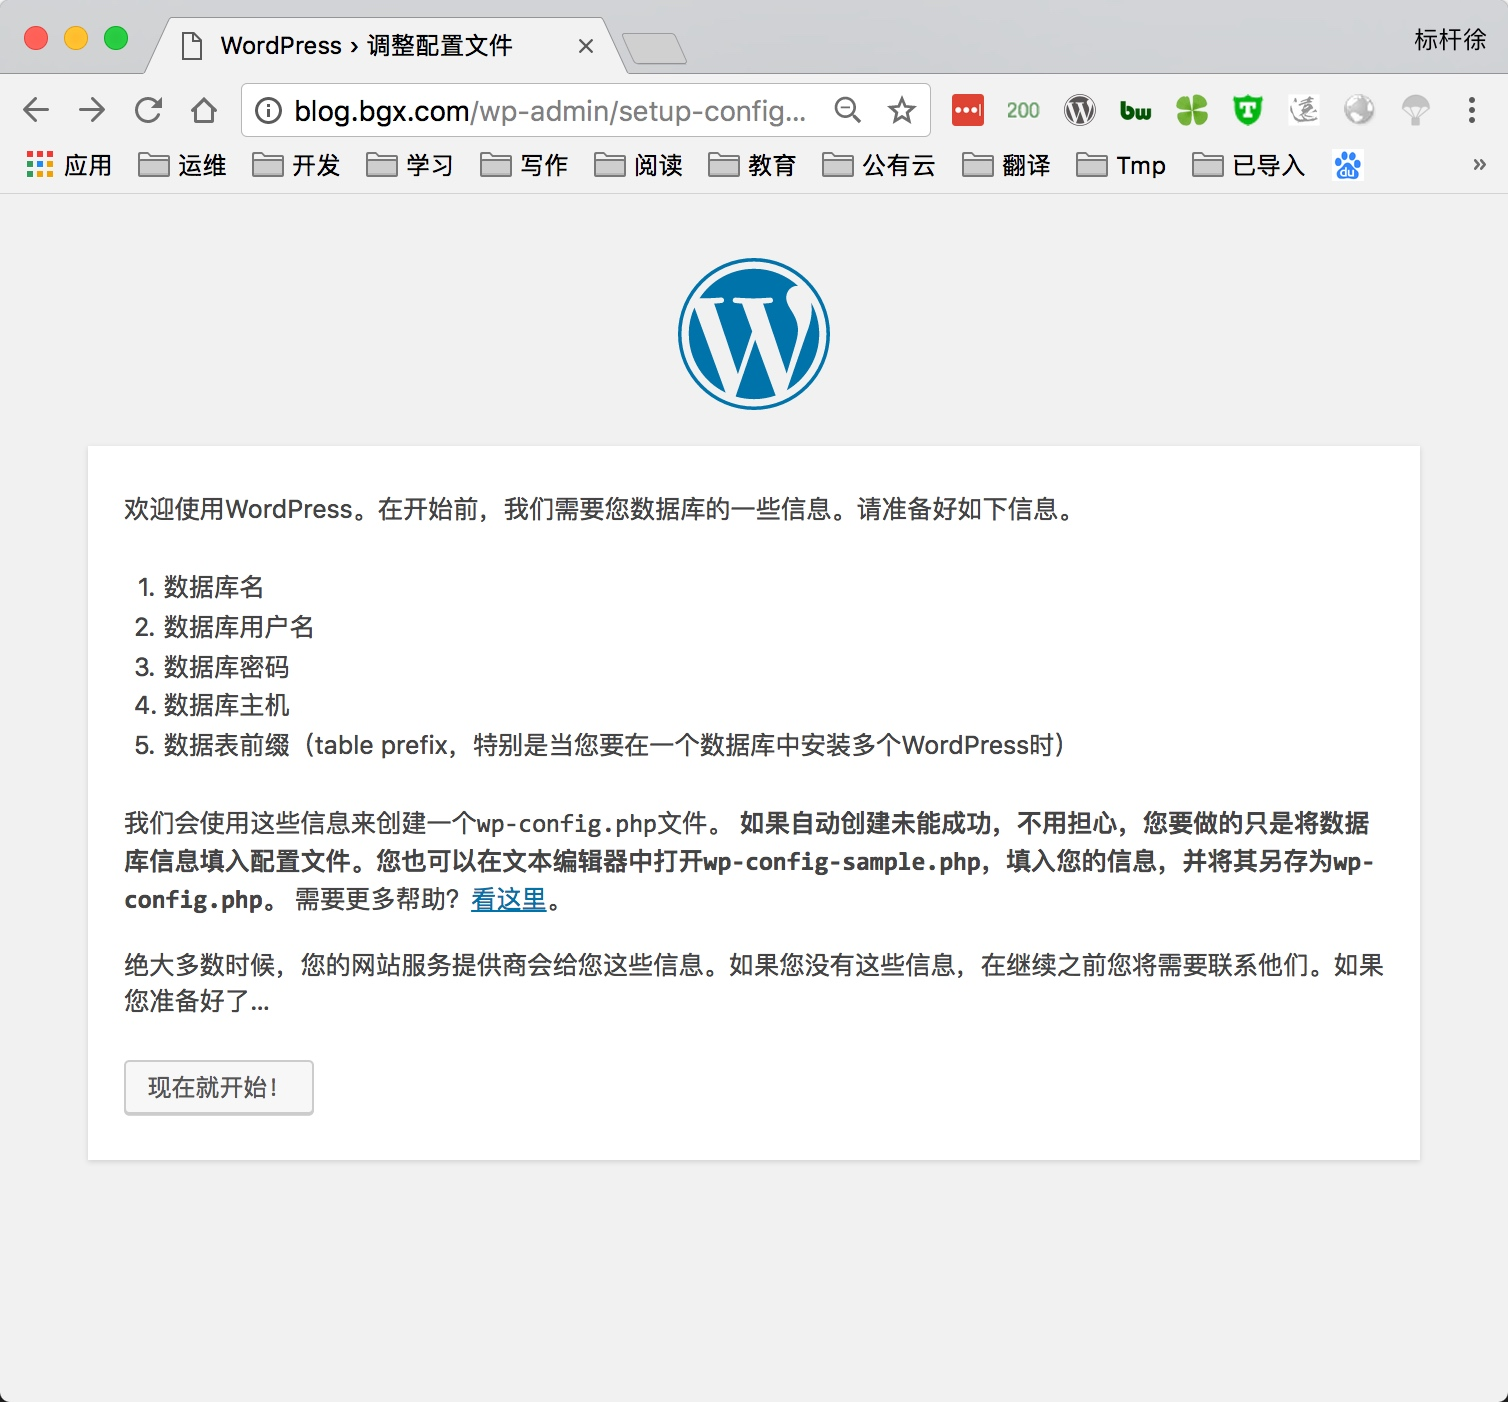 WordPress › 调整配置文件
标杆徐
blog.bgx.com/wp-admin/setup-config...
200
bw
应用 运维 开发 学习 写作 阅读 教育 公有云 翻译 Tmp 已导入 du »
欢迎使用WordPress。在开始前，我们需要您数据库的一些信息。请准备好如下信息。
1. 数据库名
2. 数据库用户名
3. 数据库密码
4. 数据库主机
5. 数据表前缀（table prefix，特别是当您要在一个数据库中安装多个WordPress时）
我们会使用这些信息来创建一个wp-config.php文件。 如果自动创建未能成功，不用担心，您要做的只是将数据
库信息填入配置文件。您也可以在文本编辑器中打开wp-config-sample.php，填入您的信息，并将其另存为wp-
config.php。 需要更多帮助？看这里。
绝大多数时候，您的网站服务提供商会给您这些信息。如果您没有这些信息，在继续之前您将需要联系他们。如果
您准备好了...
现在就开始！